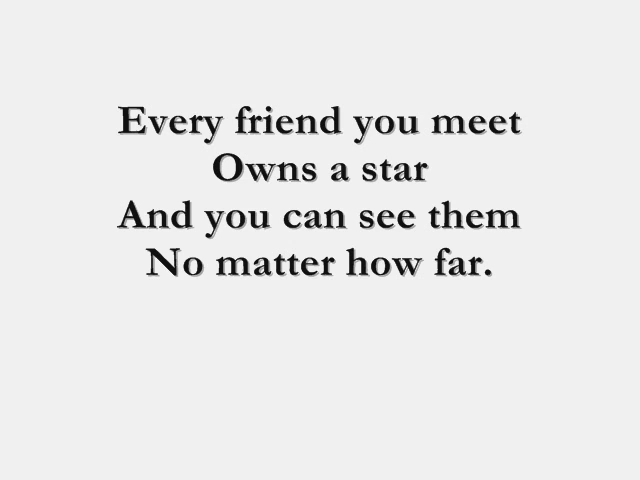 Every friend you meet
Owns a star
And you can see them
No matter how far.